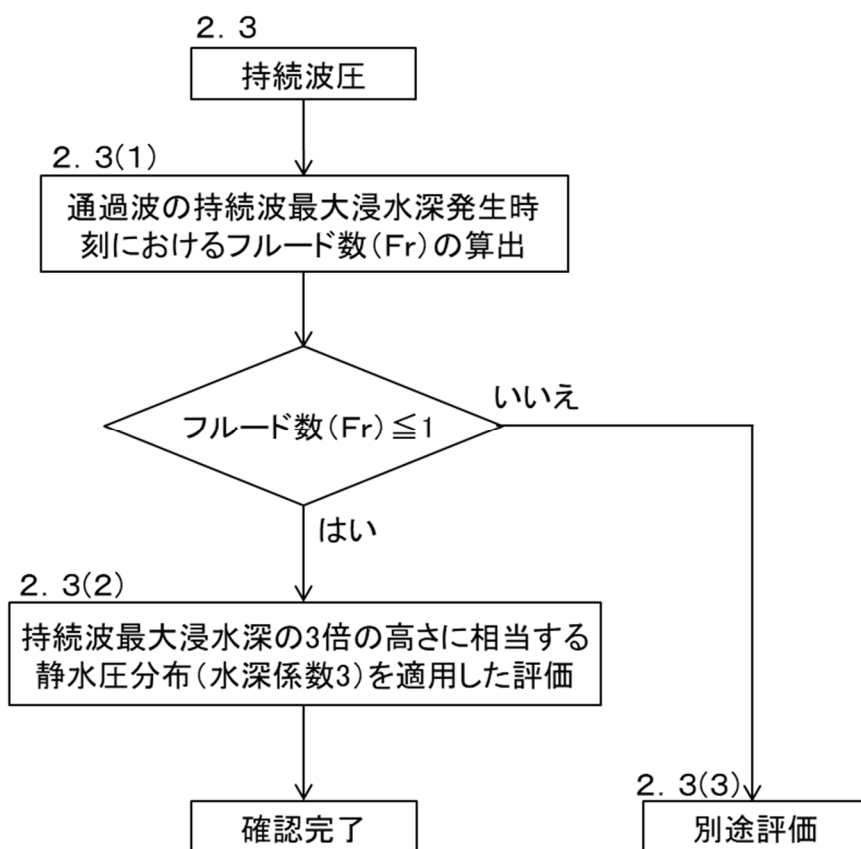 2. 3
持続波圧
2. 3(1)
通過波の持続波最大浸水深発生時
刻におけるフルード数(Fr)の算出
フルード数(Fr)≦1
いいえ
はい
2. 3(2)
持続波最大浸水深の3倍の高さに相当する
静水圧分布(水深係数3)を適用した評価
2. 3(3)
確認完了
別途評価